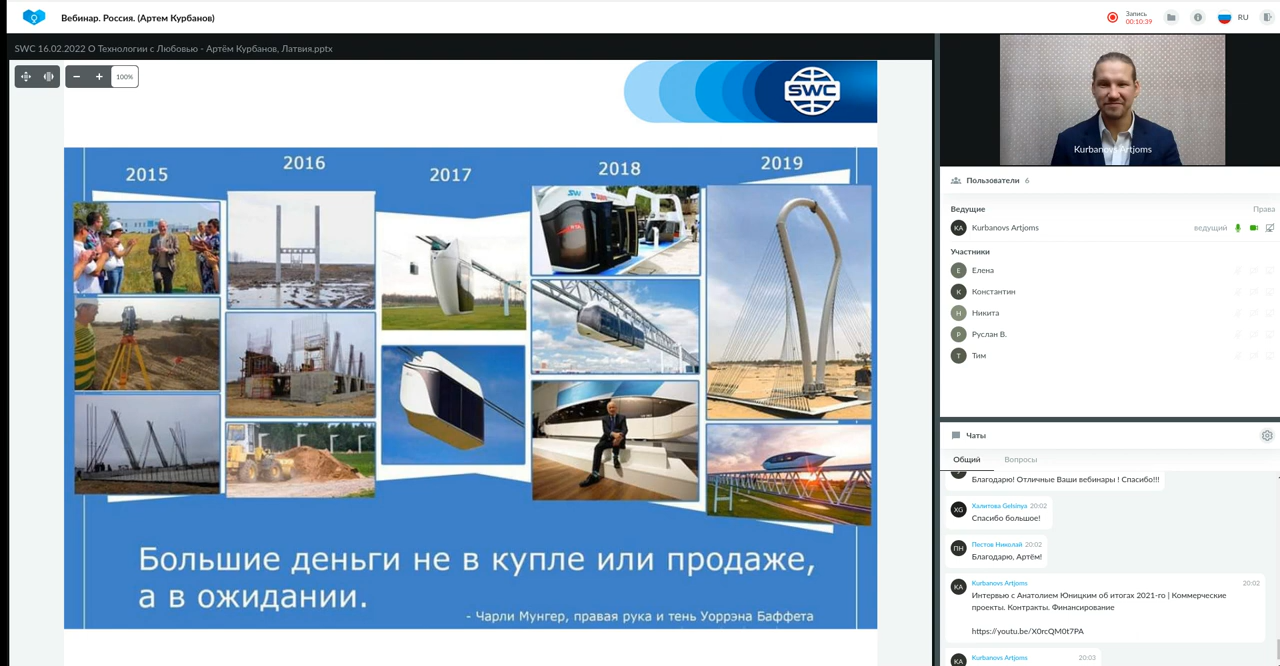 Вебинар. Россия. (Артем Курбанов)
Запись
00:10:39
RU
SWC 16.02.2022 О Технологии с Любовью - Артём Курбанов, Латвия.pptx
100%
SWC
2015
2016
2017
2018
2019
Большие деньги не в купле или продаже,
а в ожидании.
- Чарли Мунгер, правая рука и тень Уоррэна Баффета
Kurbanovs Artjoms
Пользователи 6
Ведущие
Права
KA Kurbanovs Artjoms ведущий
Участники
Е Елена
К Константин
Н Никита
Р Руслан В.
Т Тим
Чаты
Общий
Вопросы
Благодарю! Отличные Ваши вебинары ! Спасибо!!!
XG Халитова Gelsinya 20:02
Спасибо большое!
ПН Пестов Николай 20:02
Благодарю, Артём!
KA Kurbanovs Artjoms 20:02
Интервью с Анатолием Юницким об итогах 2021-го | Коммерческие
проекты. Контракты. Финансирование
https://youtu.be/X0rcQM0t7PA
KA Kurbanovs Artjoms 20:03